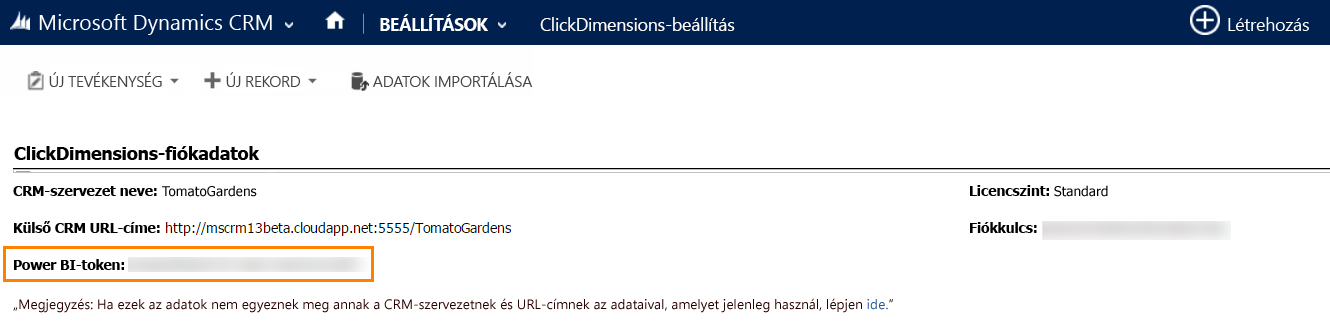 Microsoft Dynamics CRM BEÁLLÍTÁSOK ClickDimensions-beállítás Létrehozás
ÚJ TEVÉKENYSÉG ÚJ REKORD ADATOK IMPORTÁLÁSA
ClickDimensions-fiókadatok
CRM-szervezet neve: TomatoGardens Licencszint: Standard
Külső CRM URL-címe: http://mscrm13beta.cloudapp.net:5555/TomatoGardens Fiókkulcs:
Power BI-token:
„Megjegyzés: Ha ezek az adatok nem egyeznek meg annak a CRM-szervezetnek és URL-címnek az adataival, amelyet jelenleg használ, lépjen ide.”